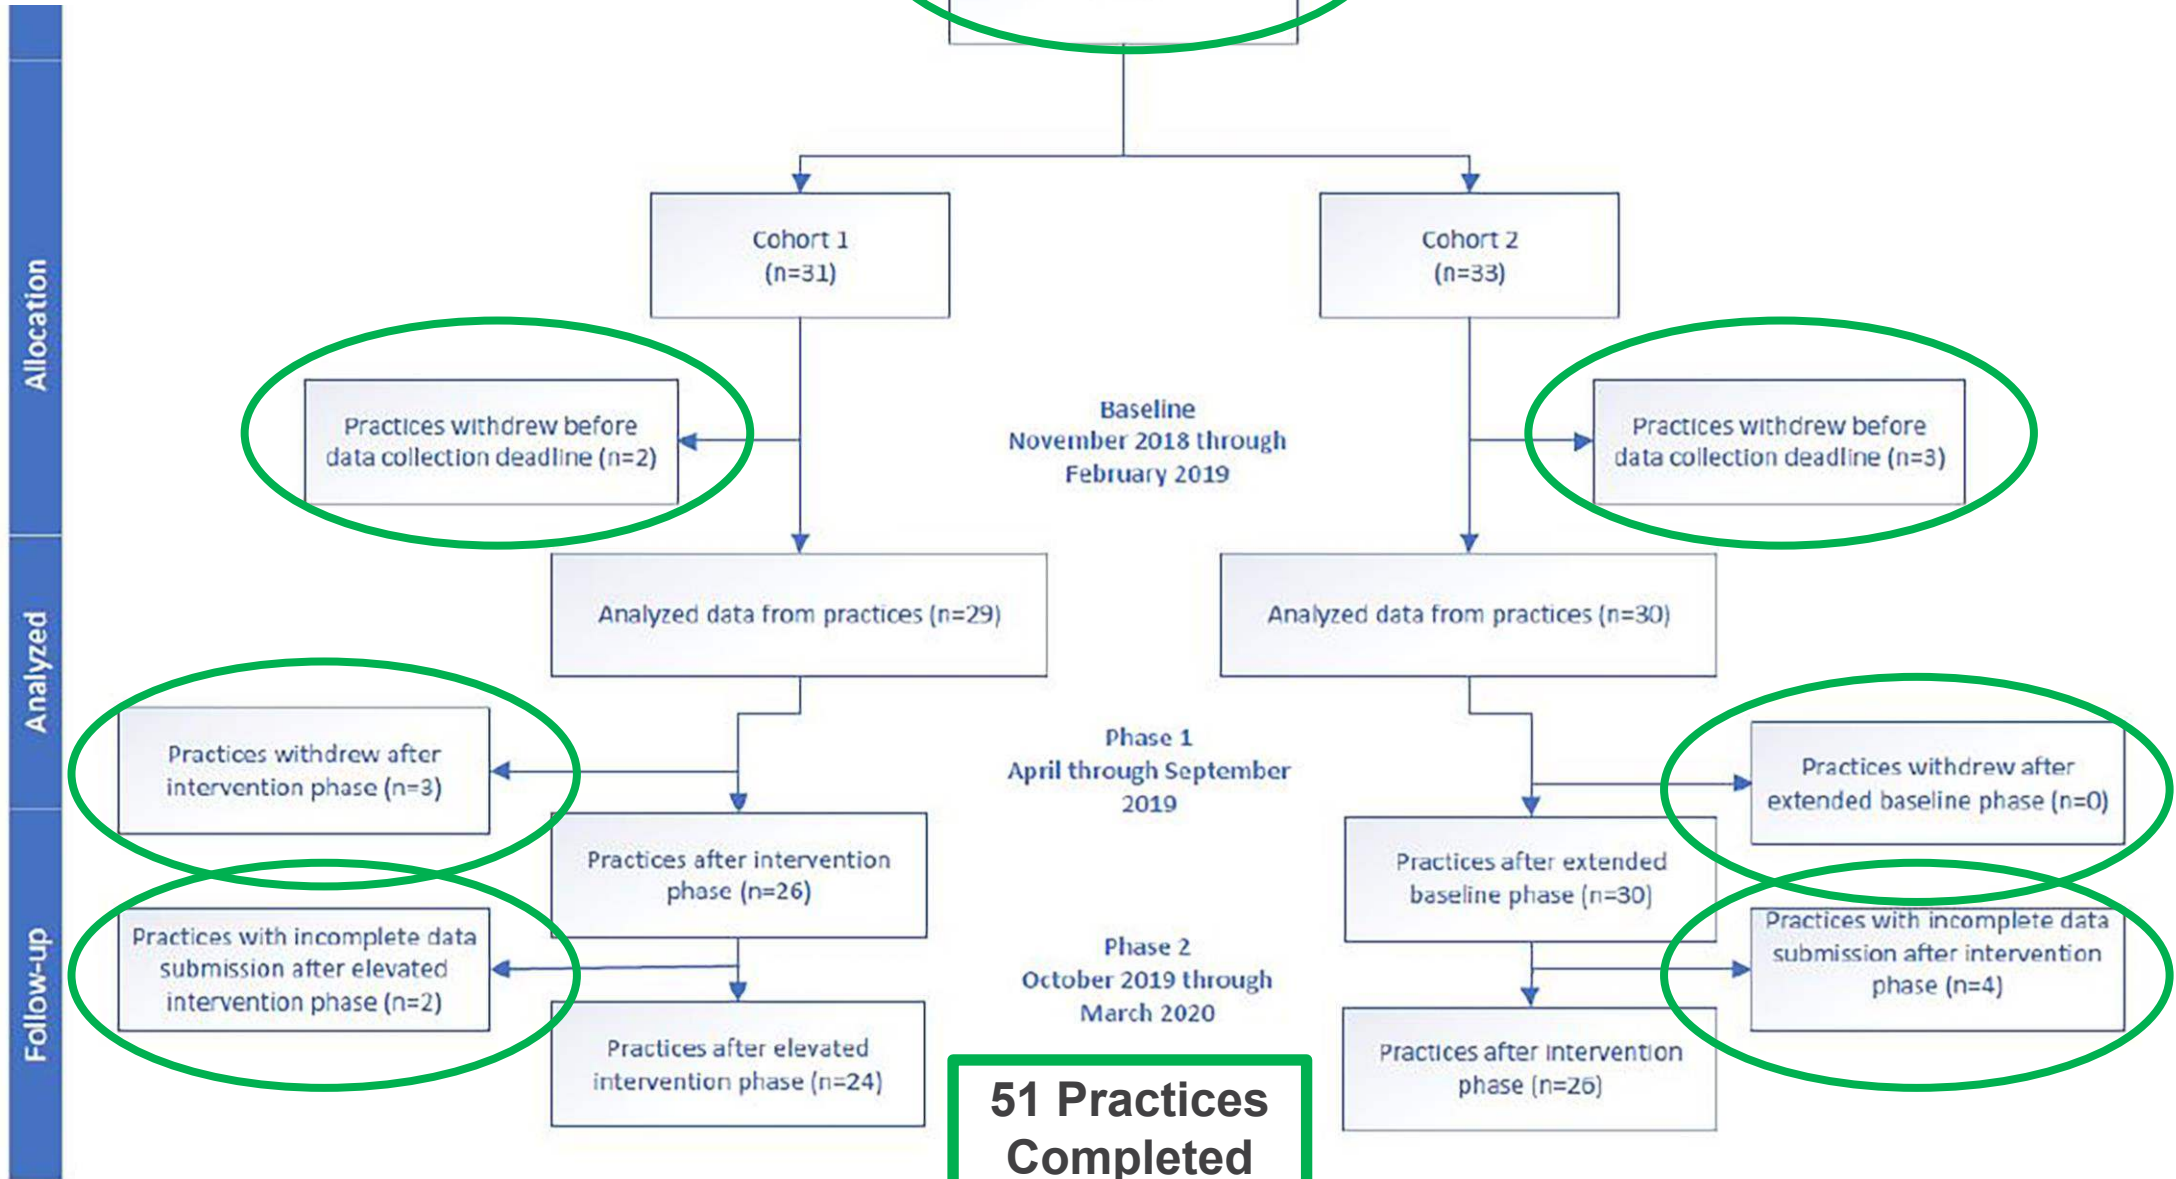 Cohort 1
(n=31)
Cohort 2
(n=33)
Allocation
Practices withdrew before
data collection deadline (n=2)
Baseline
November 2018 through
February 2019
Practices withdrew before
data collection deadline (n=3)
Analyzed data from practices (n=29)
Analyzed data from practices (n=30)
Analyzed
Practices withdrew after
intervention phase (n=3)
Phase 1
April through September
2019
Practices withdrew after
extended baseline phase (n=0)
Practices after intervention
phase (n=26)
Practices after extended
baseline phase (n=30)
Follow-up
Practices with incomplete data
submission after elevated
intervention phase (n=2)
Phase 2
October 2019 through
March 2020
Practices with incomplete data
submission after intervention
phase (n=4)
Practices after elevated
intervention phase (n=24)
Practices after intervention
phase (n=26)
51 Practices
Completed